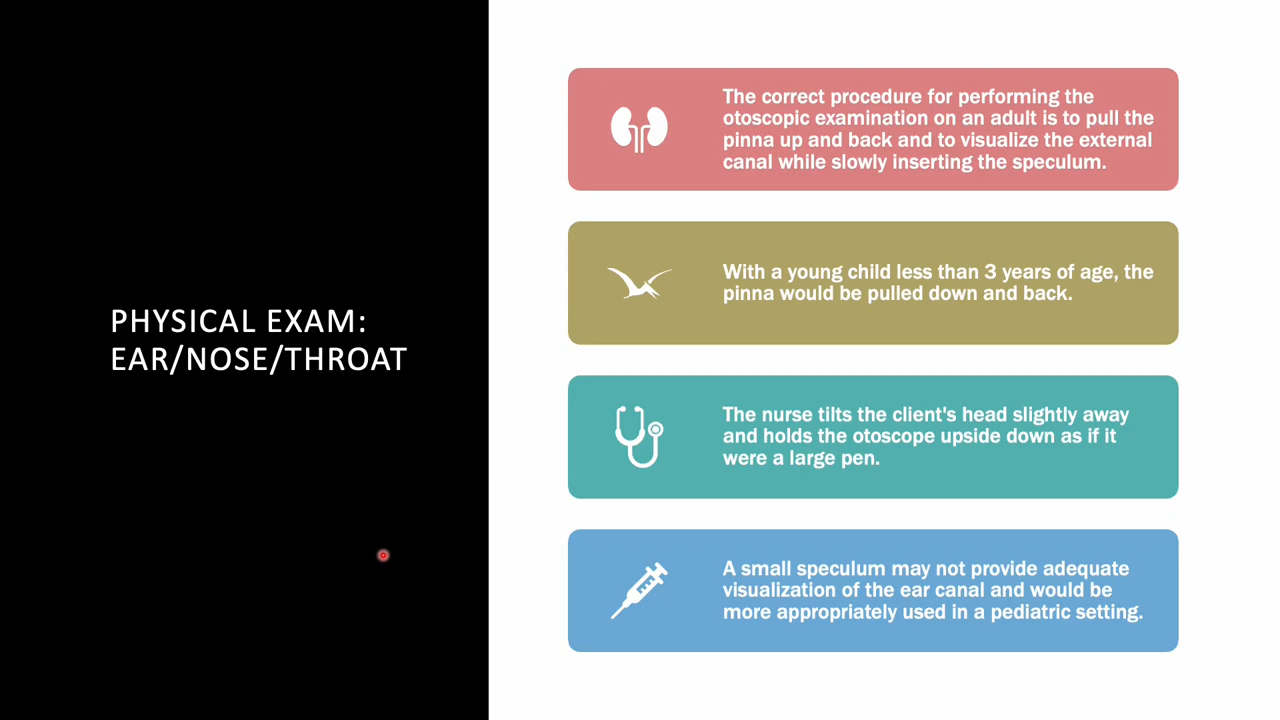 PHYSICAL EXAM:
EAR/NOSE/THROAT
The correct procedure for performing the
otoscopic examination on an adult is to pull the
pinna up and back and to visualize the external
canal while slowly inserting the speculum.
With a young child less than 3 years of age, the
pinna would be pulled down and back.
The nurse tilts the client's head slightly away
and holds the otoscope upside down as if it
were a large pen.
A small speculum may not provide adequate
visualization of the ear canal and would be
more appropriately used in a pediatric setting.